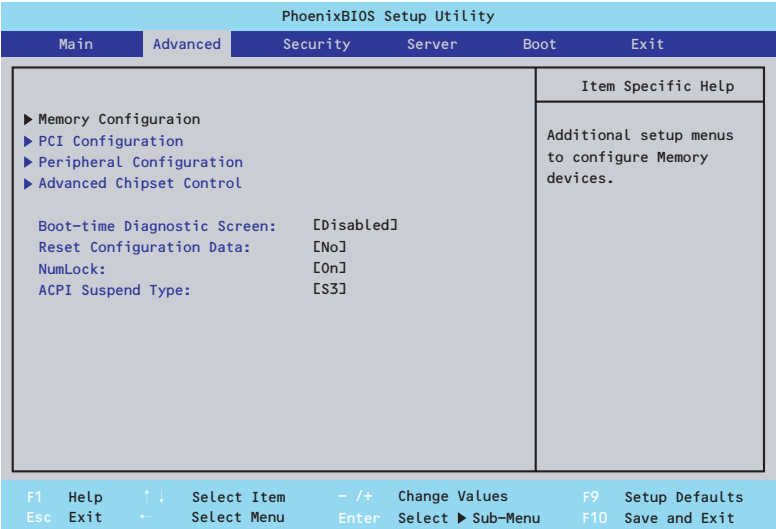 PhoenixBIOS Setup Utility
Main Advanced Security Server Boot Exit
Item Specific Help
▶ Memory Configuraion
▶ PCI Configuration
▶ Peripheral Configuration
▶ Advanced Chipset Control
Additional setup menus
to configure Memory
devices.
Boot-time Diagnostic Screen: [Disabled]
Reset Configuration Data: [No]
NumLock: [On]
ACPI Suspend Type: [S3]
F1 Help ↑↓ Select Item - /+ Change Values F9 Setup Defaults
Esc Exit ← Select Menu Enter Select ▶ Sub-Menu F10 Save and Exit